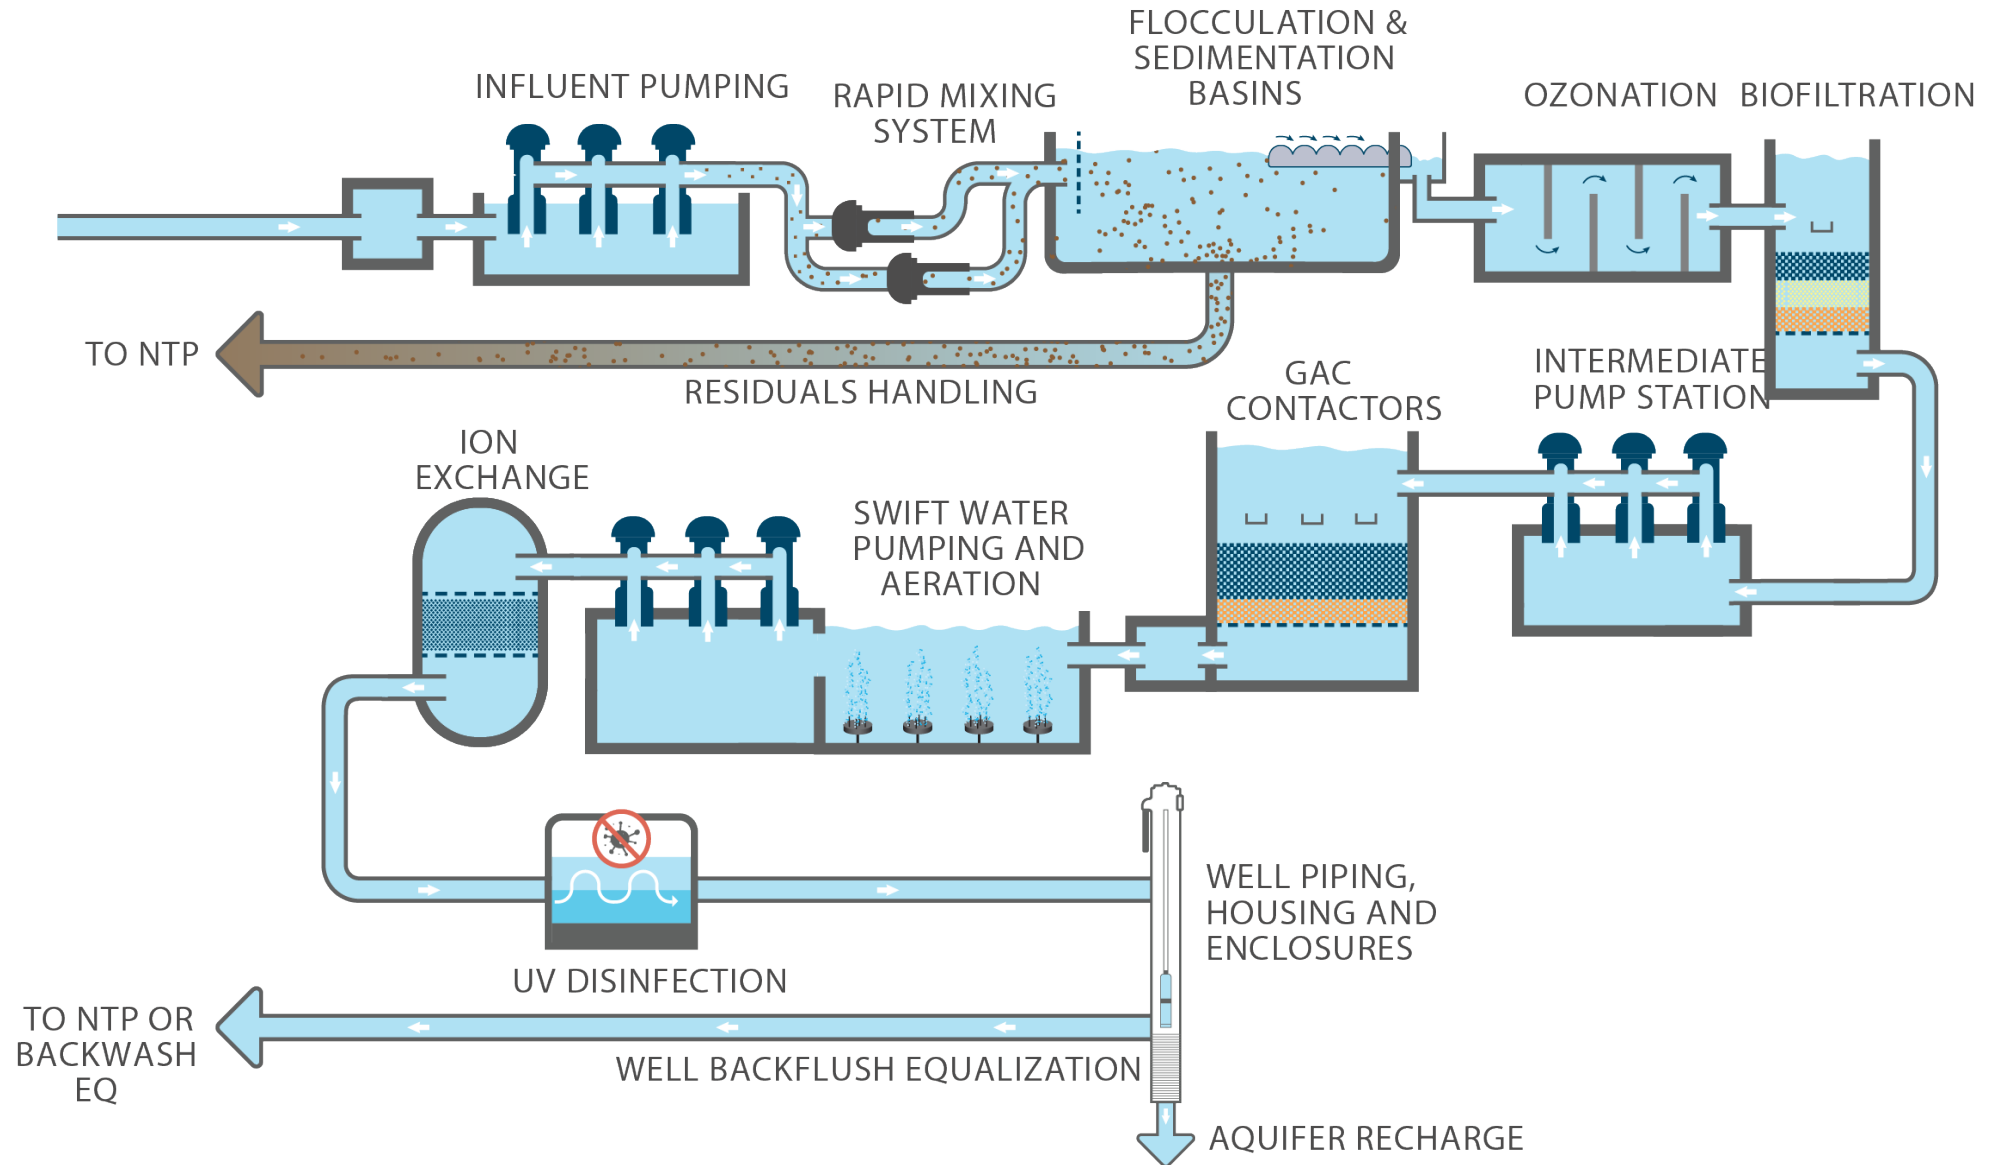 FLOCCULATION &
SEDIMENTATION
BASINS
INFLUENT PUMPING
RAPID MIXING
SYSTEM
OZONATION
BIOFILTRATION
TO NTP
RESIDUALS HANDLING
GAC
CONTACTORS
INTERMEDIATE
PUMP STATION
ION
EXCHANGE
SWIFT WATER
PUMPING AND
AERATION
WELL PIPING,
HOUSING AND
ENCLOSURES
UV DISINFECTION
TO NTP OR
BACKWASH
EQ
WELL BACKFLUSH EQUALIZATION
AQUIFER RECHARGE